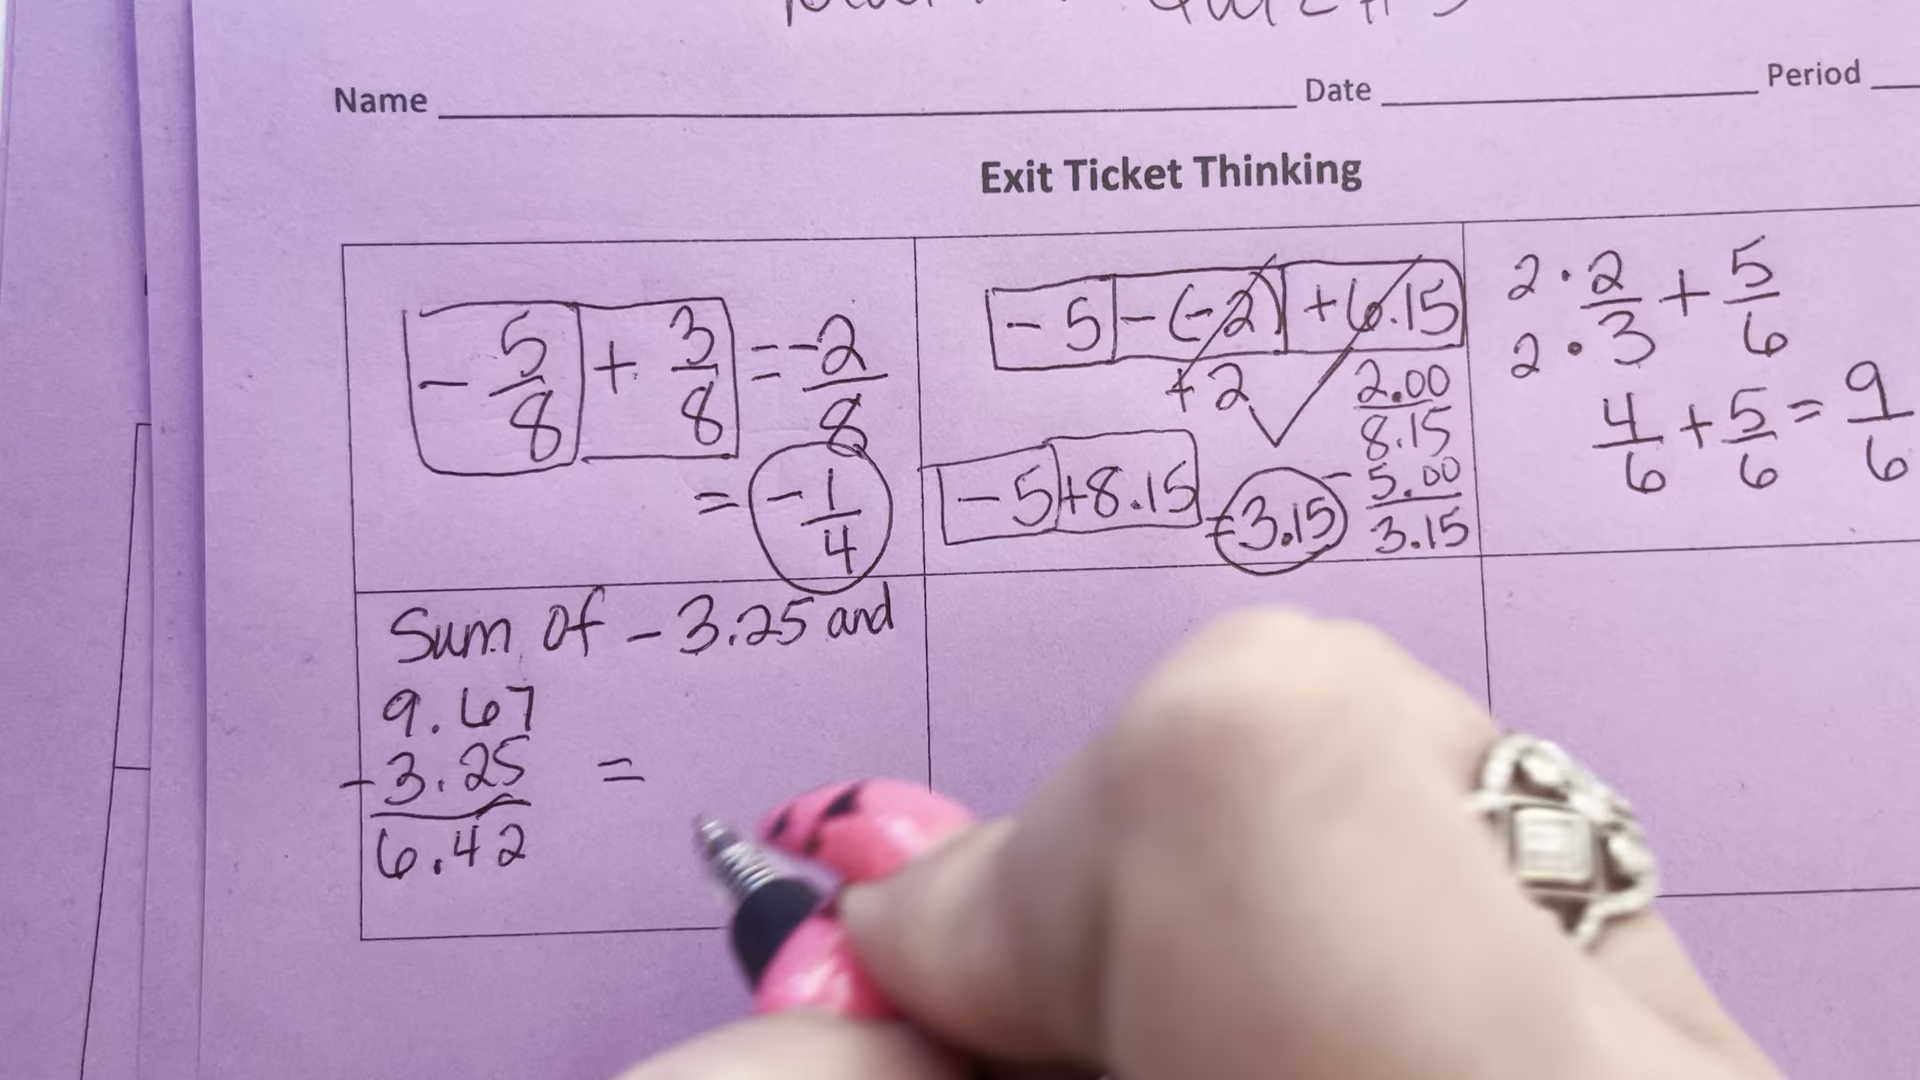 Name Date Period
Exit Ticket Thinking
- 5/8 + 3/8 = -2/8
= -1/4
- 5 - (-2) + 6.15
+ 2
2.00
8.15
- 5.00
3.15
- 5 + 8.15 = 3.15
2 · 2/2 · 3 + 5/6
4/6 + 5/6 = 9/6
Sum of - 3.25 and
9.67
- 3.25 =
6.42